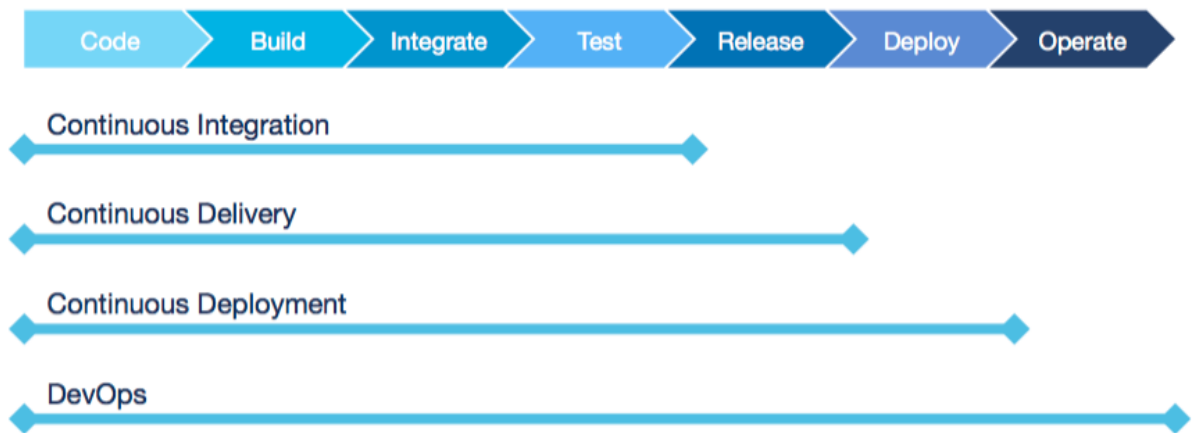 Code Build Integrate Test Release Deploy Operate
Continuous Integration
Continuous Delivery
Continuous Deployment
DevOps